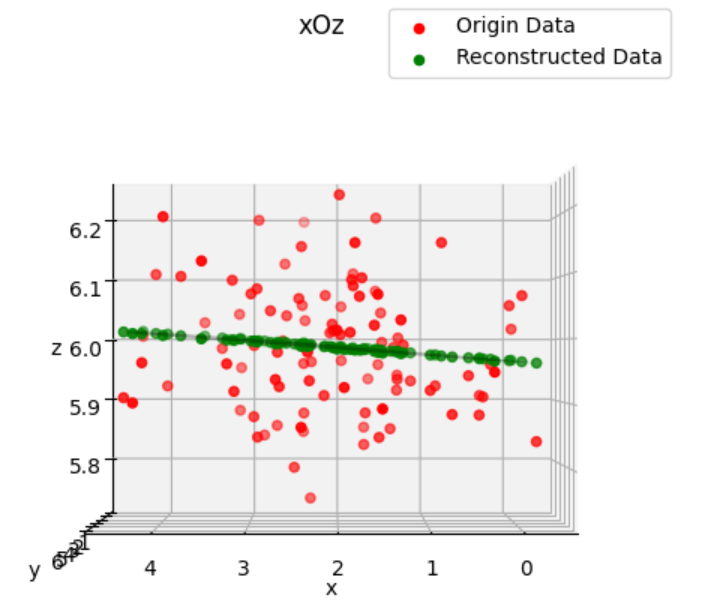 xOz
Origin Data
Reconstructed Data
6.2
6.1
z 6.0
5.9
5.8
y
4 3 2 1 0
x